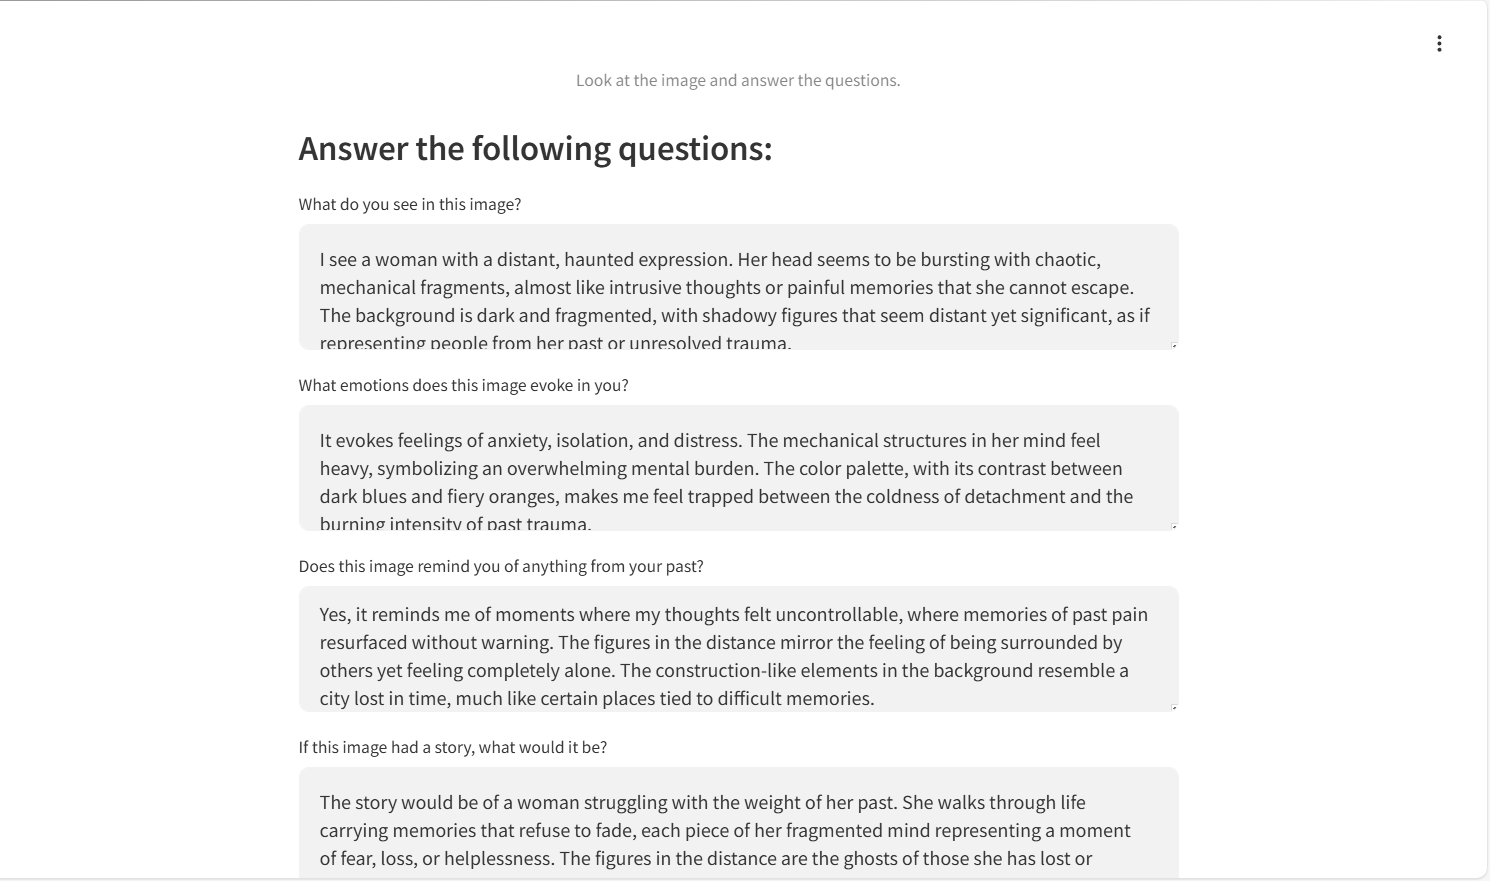 Look at the image and answer the questions.
Answer the following questions:
What do you see in this image?
I see a woman with a distant, haunted expression. Her head seems to be bursting with chaotic,
mechanical fragments, almost like intrusive thoughts or painful memories that she cannot escape.
The background is dark and fragmented, with shadowy figures that seem distant yet significant, as if
representing people from her past or unresolved trauma.
What emotions does this image evoke in you?
It evokes feelings of anxiety, isolation, and distress. The mechanical structures in her mind feel
heavy, symbolizing an overwhelming mental burden. The color palette, with its contrast between
dark blues and fiery oranges, makes me feel trapped between the coldness of detachment and the
burning intensity of past trauma.
Does this image remind you of anything from your past?
Yes, it reminds me of moments where my thoughts felt uncontrollable, where memories of past pain
resurfaced without warning. The figures in the distance mirror the feeling of being surrounded by
others yet feeling completely alone. The construction-like elements in the background resemble a
city lost in time, much like certain places tied to difficult memories.
If this image had a story, what would it be?
The story would be of a woman struggling with the weight of her past. She walks through life
carrying memories that refuse to fade, each piece of her fragmented mind representing a moment
of fear, loss, or helplessness. The figures in the distance are the ghosts of those she has lost or